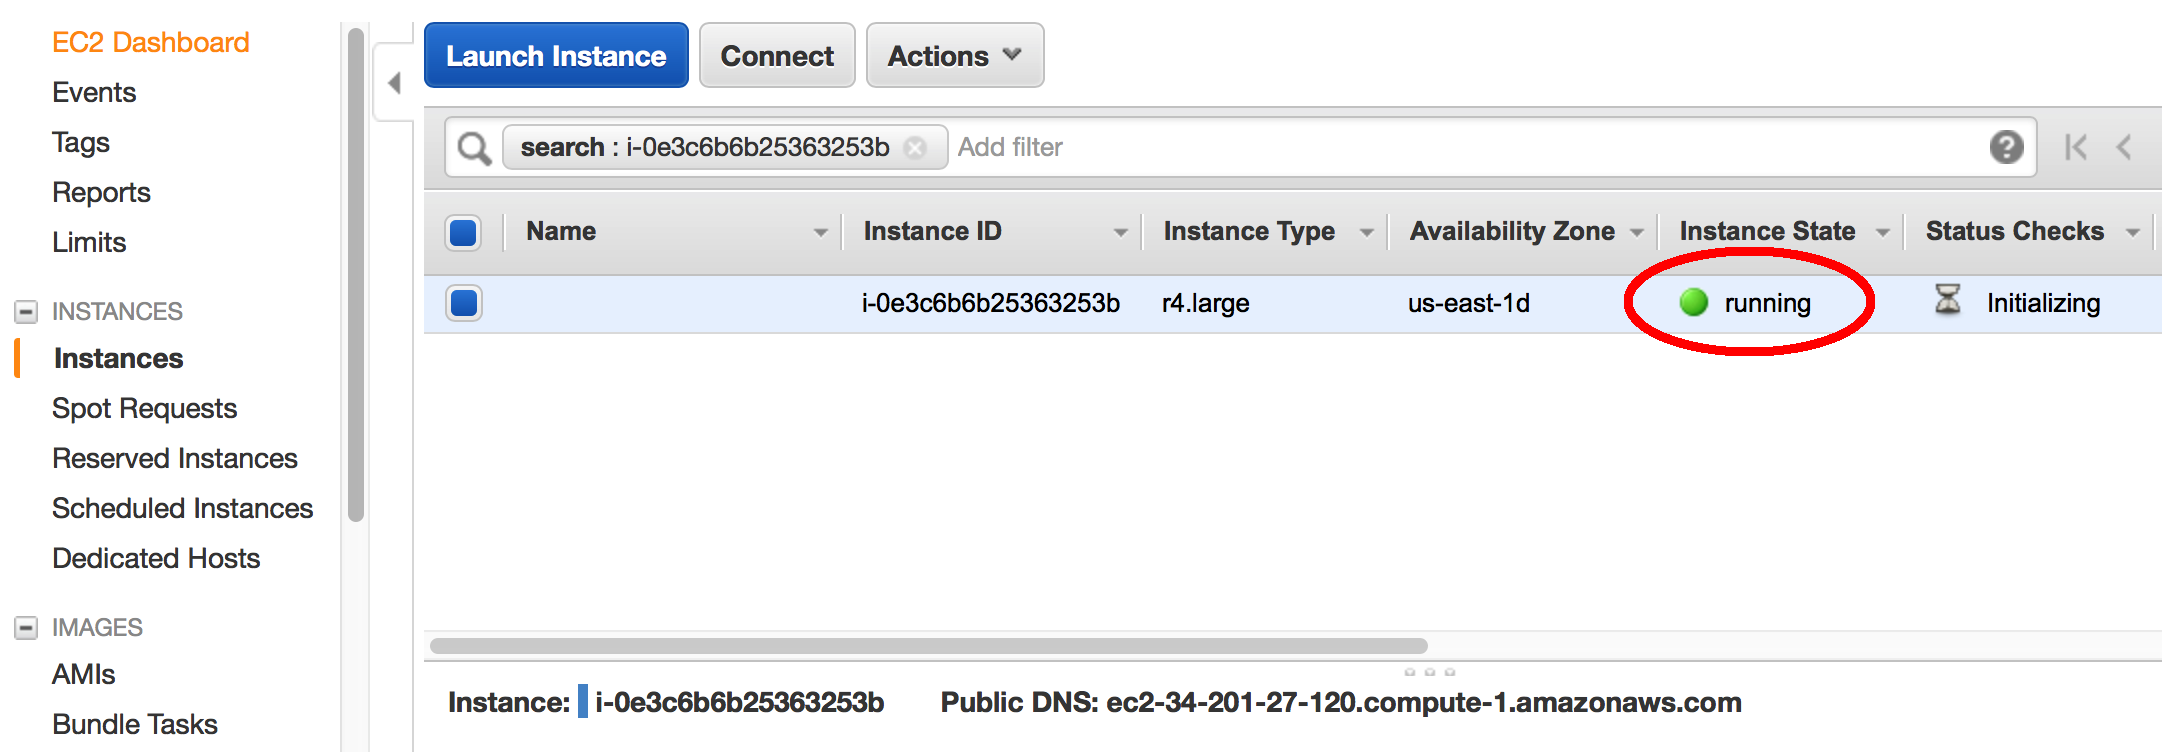 EC2 Dashboard
Events
Tags
Reports
Limits
INSTANCES
Instances
Spot Requests
Reserved Instances
Scheduled Instances
Dedicated Hosts
IMAGES
AMIs
Bundle Tasks
Launch Instance Connect Actions
search : i-0e3c6b6b25363253b Add filter ?
Name Instance ID Instance Type Availability Zone Instance State Status Checks
i-0e3c6b6b25363253b r4.large us-east-1d running Initializing
Instance: i-0e3c6b6b25363253b Public DNS: ec2-34-201-27-120.compute-1.amazonaws.com